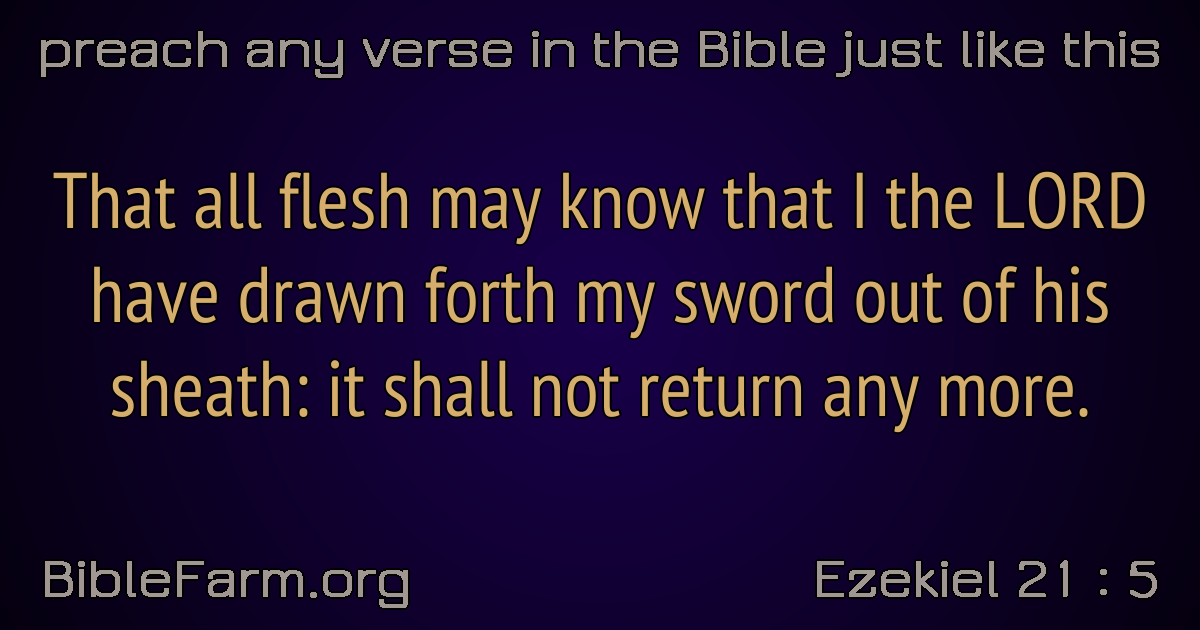 preach any verse in the Bible just like this
That all flesh may know that I the LORD
have drawn forth my sword out of his
sheath: it shall not return any more.
BibleFarm.org
Ezekiel 21 : 5